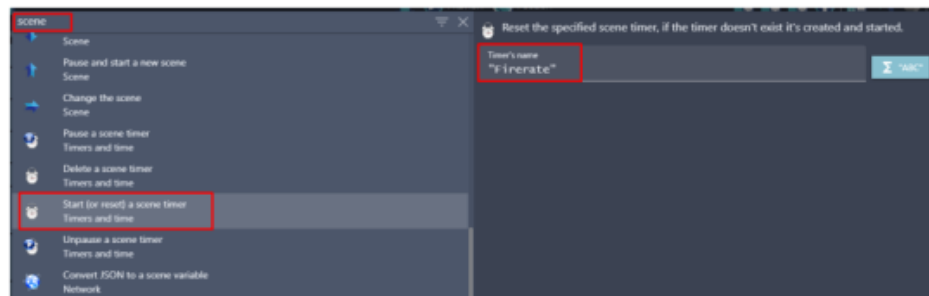 scene
Scene
Pause and start a new scene
Scene
Change the scene
Scene
Pause a scene timer
Timers and time
Delete a scene timer
Timers and time
Start (or reset) a scene timer
Timers and time
Unpause a scene timer
Timers and time
Convert JSON to a scene variable
Network
Reset the specified scene timer, if the timer doesn't exist it's created and started.
Timer's name
"Firerate"
Σ "ABC"